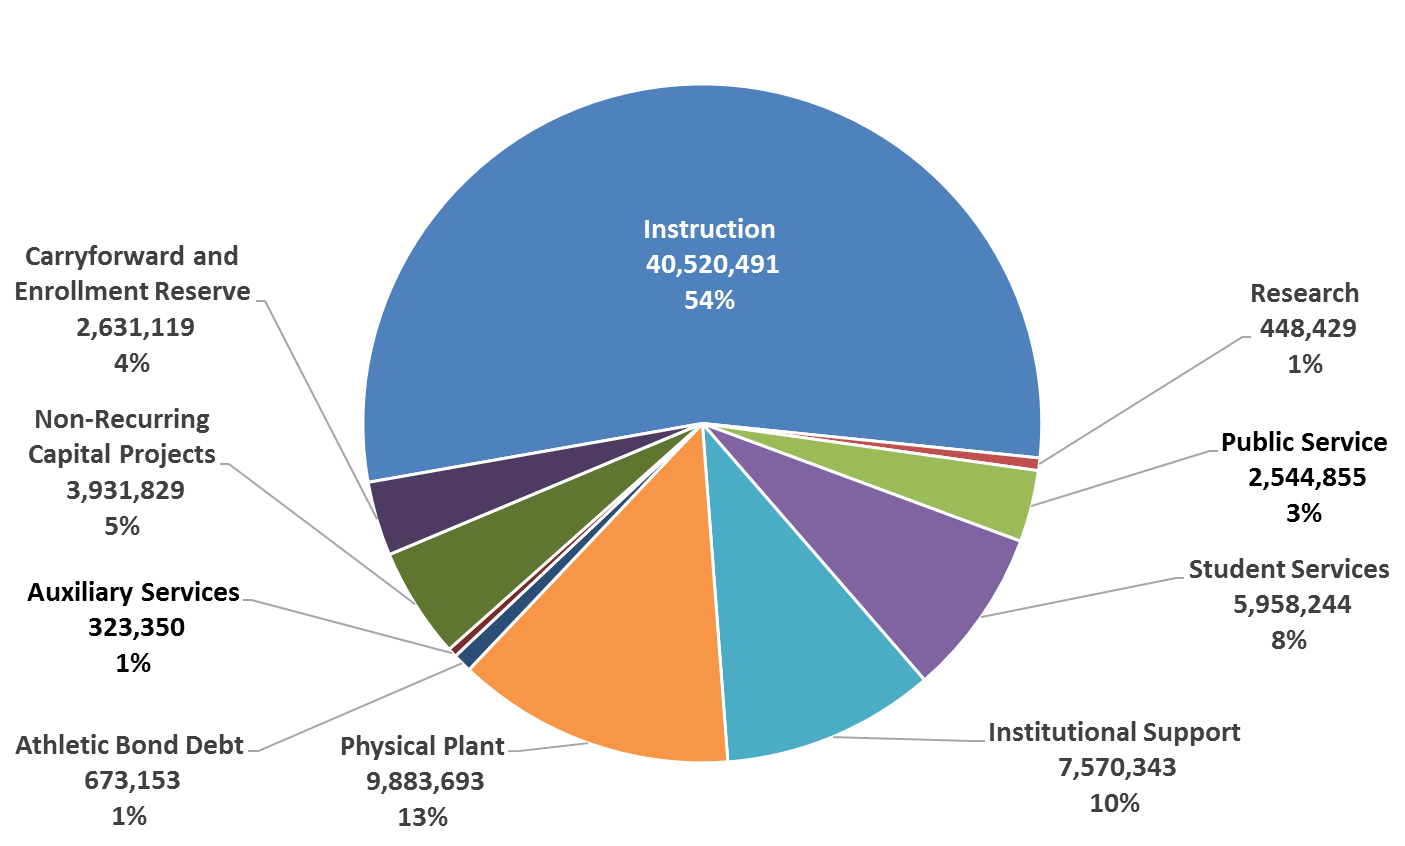 Instruction
40,520,491
54%
Research
448,429
1%
Public Service
2,544,855
3%
Student Services
5,958,244
8%
Institutional Support
7,570,343
10%
Physical Plant
9,883,693
13%
Athletic Bond Debt
673,153
1%
Auxiliary Services
323,350
1%
Non-Recurring
Capital Projects
3,931,829
5%
Carryforward and
Enrollment Reserve
2,631,119
4%